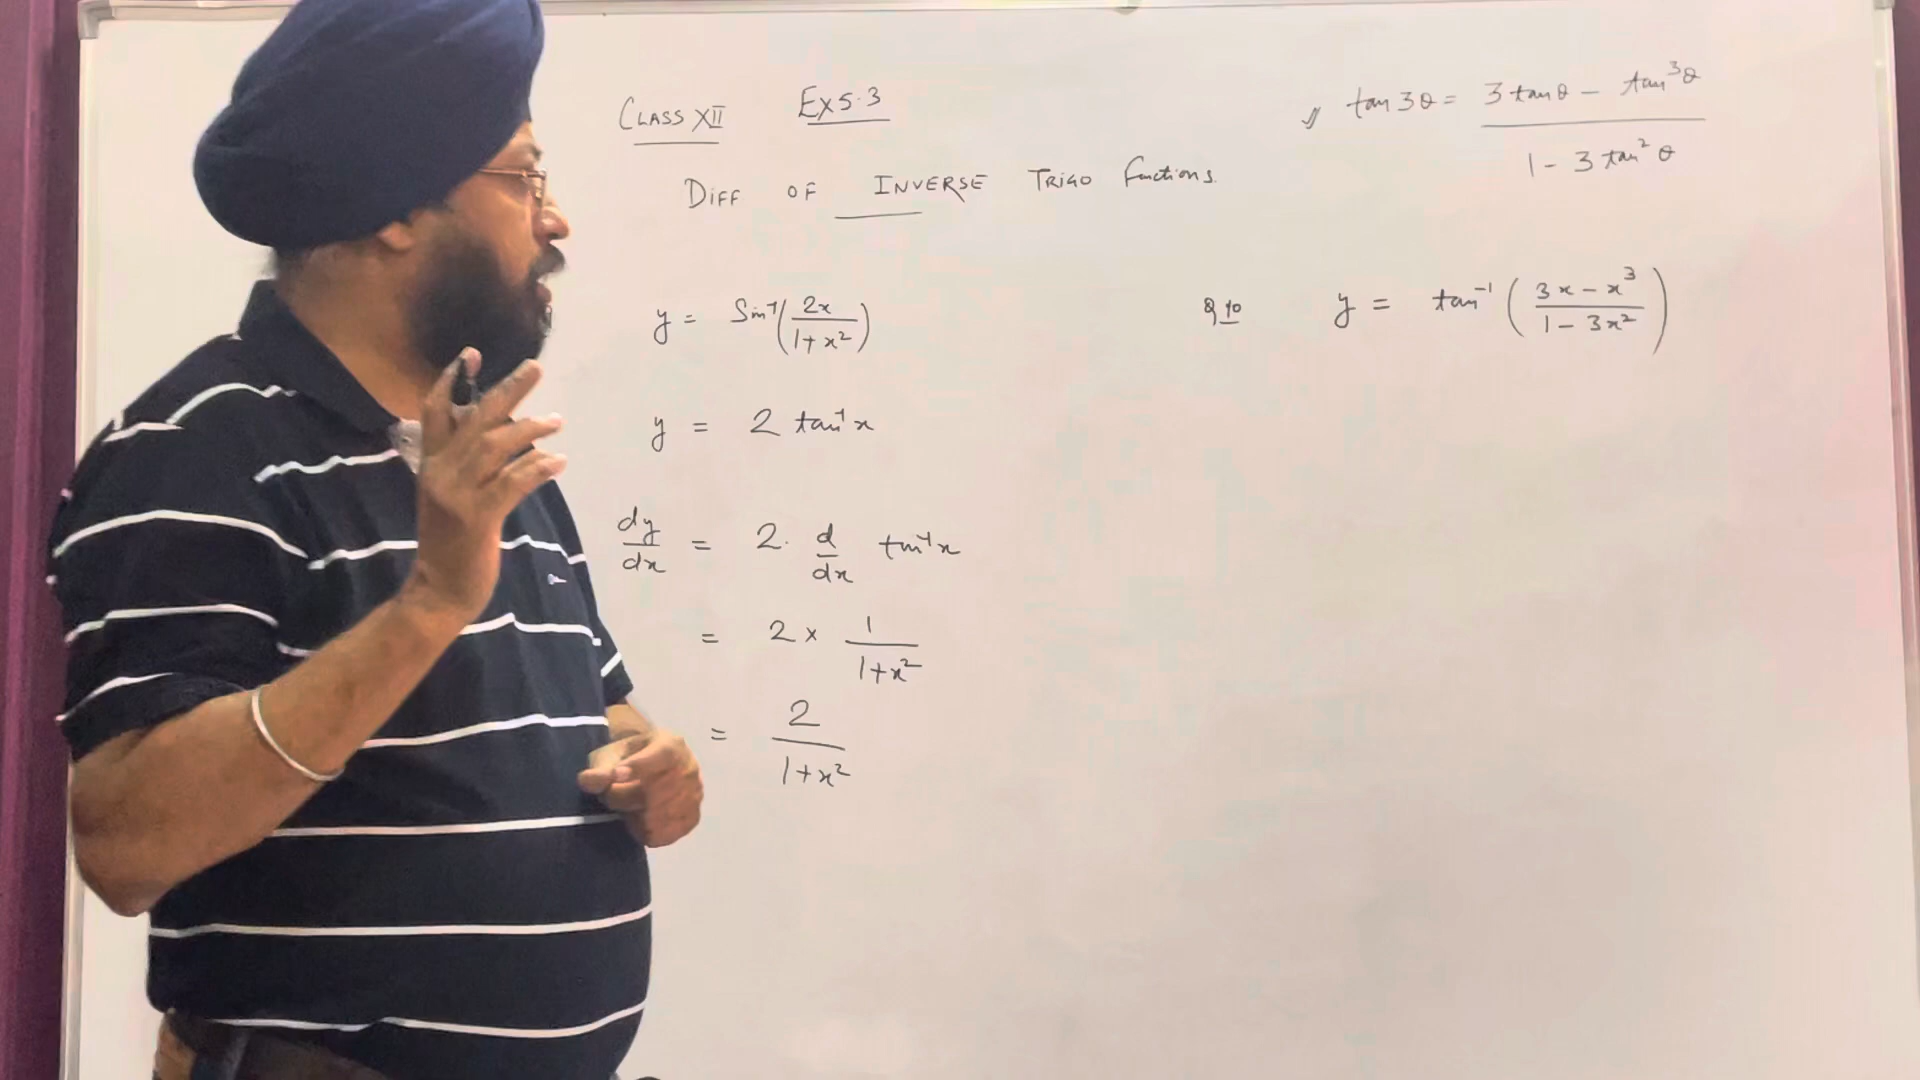 CLASS XII EX 5.3
DIFF OF INVERSE TRIGO Functions.
y = Sin⁻¹(2x/(1+x²))
y = 2 tan⁻¹x
dy/dx = 2. d/dx tan⁻¹x
= 2 × 1/(1+x²)
= 2/(1+x²)
tan 3θ = (3 tan θ − tan³θ)/(1 − 3 tan² θ)
Q 10 y = tan⁻¹((3x − x³)/(1 − 3x²))